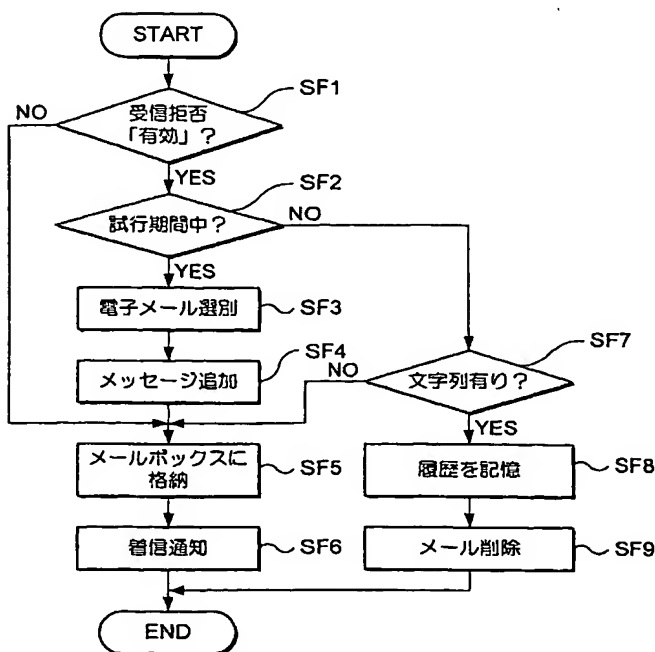 START
SF1
NO
受信拒否
「有効」?
YES
SF2
NO
試行期間中?
YES
電子メール選別
SF3
SF4
メッセージ追加
NO
SF7
文字列有り?
YES
メールボックスに
格納
SF5
履歴を記憶
SF8
着信通知
SF6
メール削除
SF9
END